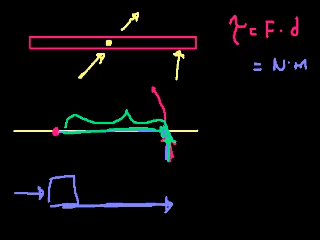 τ = F · d
= N · m